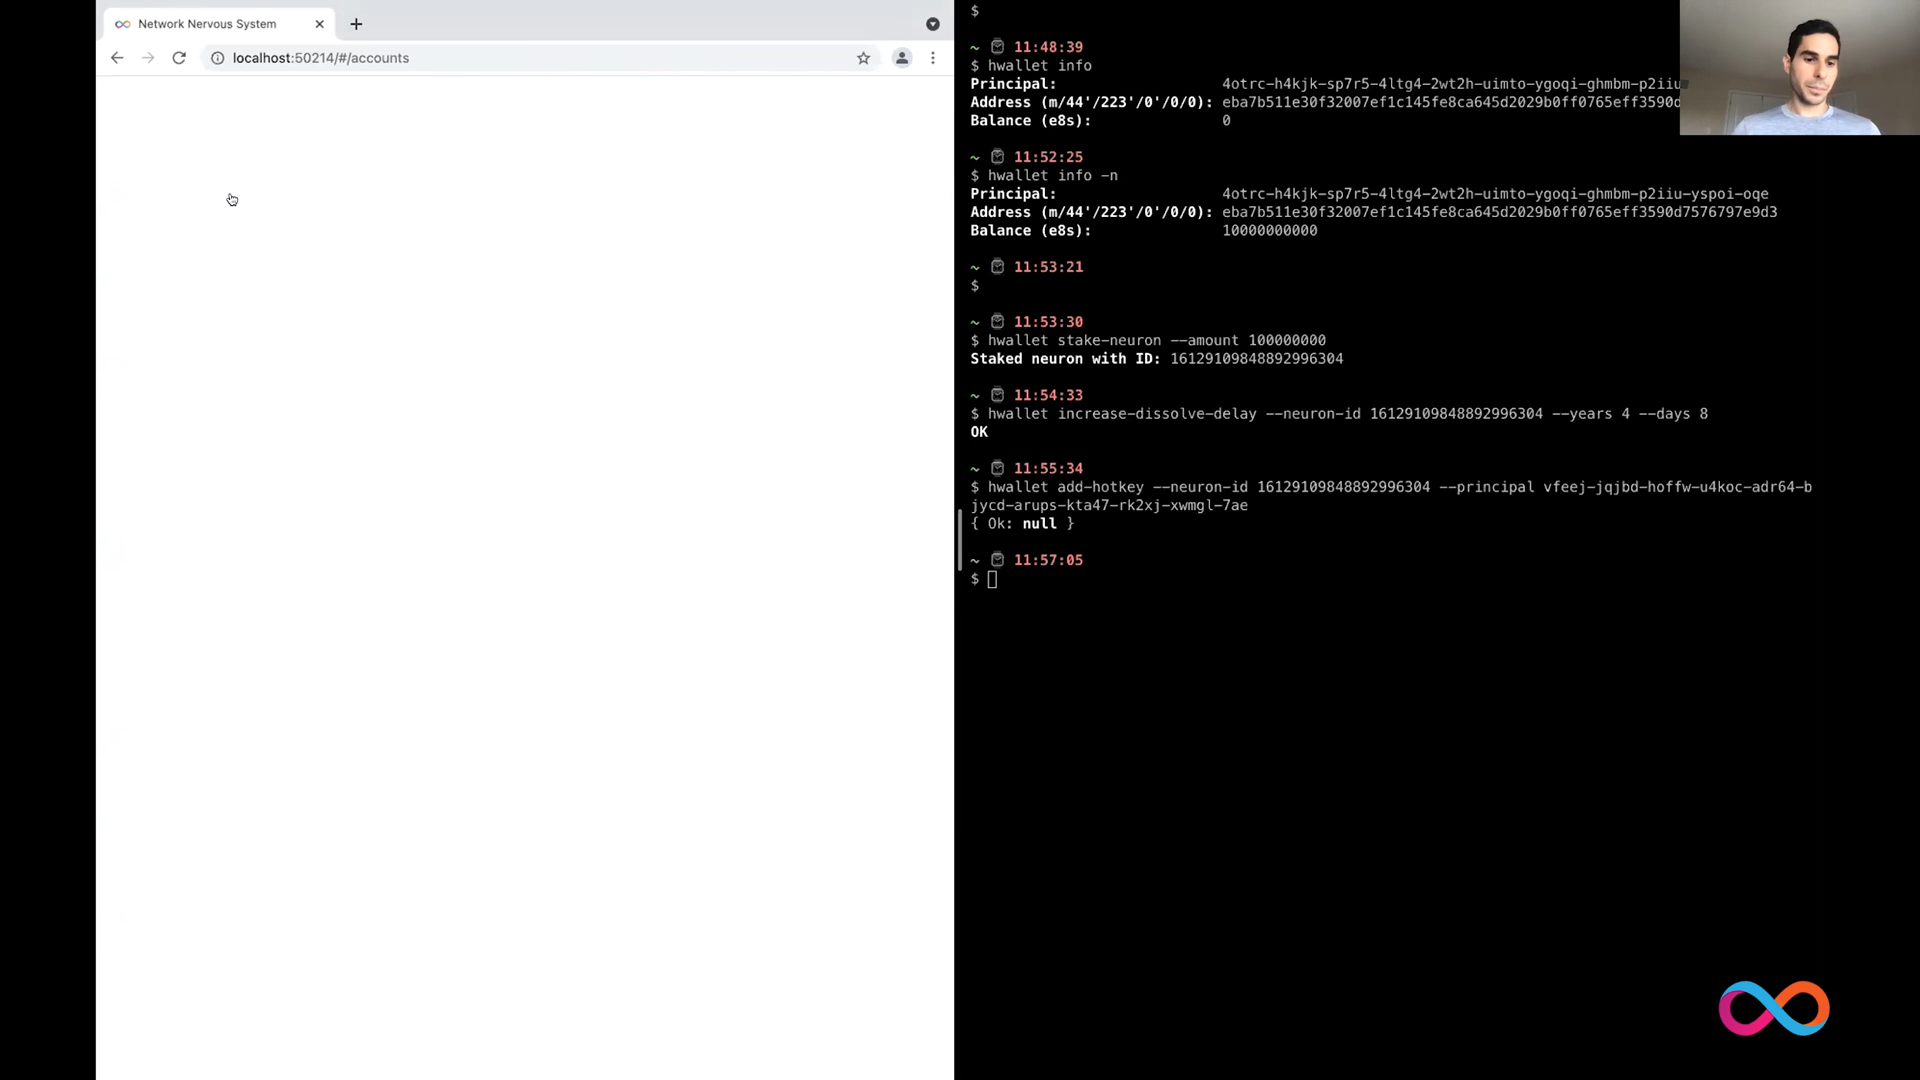 Network Nervous System
localhost:50214/#/accounts
$
~ 11:48:39
$ hwallet info
Principal: 4otrc-h4kjk-sp7r5-4ltg4-2wt2h-uimto-ygoqi-ghmbm-p2iiu
Address (m/44'/223'/0'/0/0): eba7b511e30f32007ef1c145fe8ca645d2029b0ff0765eff3590d
Balance (e8s): 0
~ 11:52:25
$ hwallet info -n
Principal: 4otrc-h4kjk-sp7r5-4ltg4-2wt2h-uimto-ygoqi-ghmbm-p2iiu-yspoi-oqe
Address (m/44'/223'/0'/0/0): eba7b511e30f32007ef1c145fe8ca645d2029b0ff0765eff3590d7576797e9d3
Balance (e8s): 10000000000
~ 11:53:21
$
~ 11:53:30
$ hwallet stake-neuron --amount 100000000
Staked neuron with ID: 16129109848892996304
~ 11:54:33
$ hwallet increase-dissolve-delay --neuron-id 16129109848892996304 --years 4 --days 8
OK
~ 11:55:34
$ hwallet add-hotkey --neuron-id 16129109848892996304 --principal vfeej-jqjbd-hoffw-u4koc-adr64-b
jycd-arups-kta47-rk2xj-xwmgl-7ae
{ Ok: null }
~ 11:57:05
$